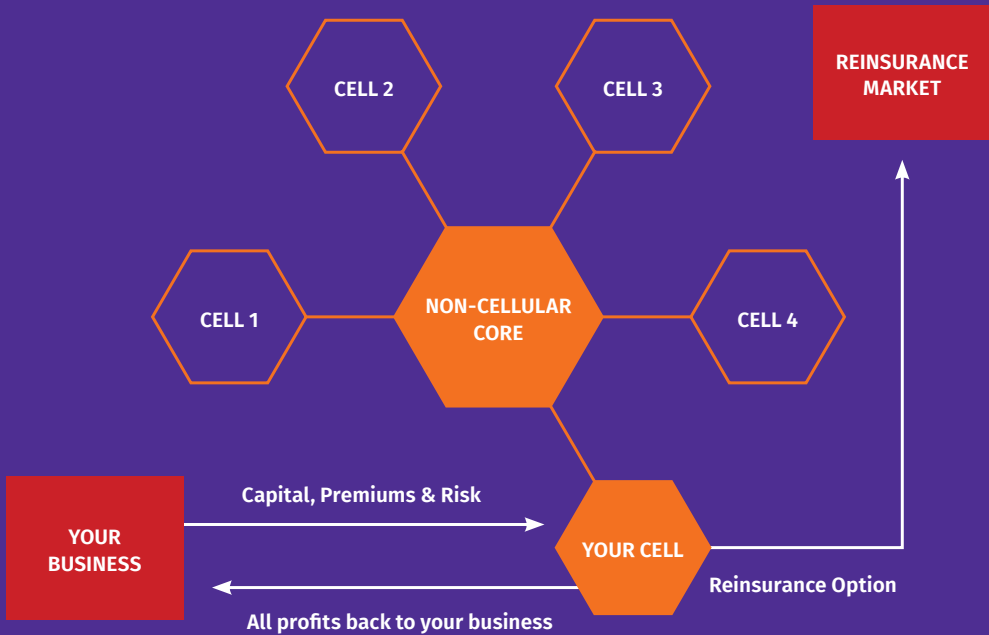 REINSURANCE
MARKET
CELL 2
CELL 3
NON-CELLULAR
CORE
CELL 1
CELL 4
Capital, Premiums & Risk
YOUR
BUSINESS
YOUR CELL
Reinsurance Option
All profits back to your business